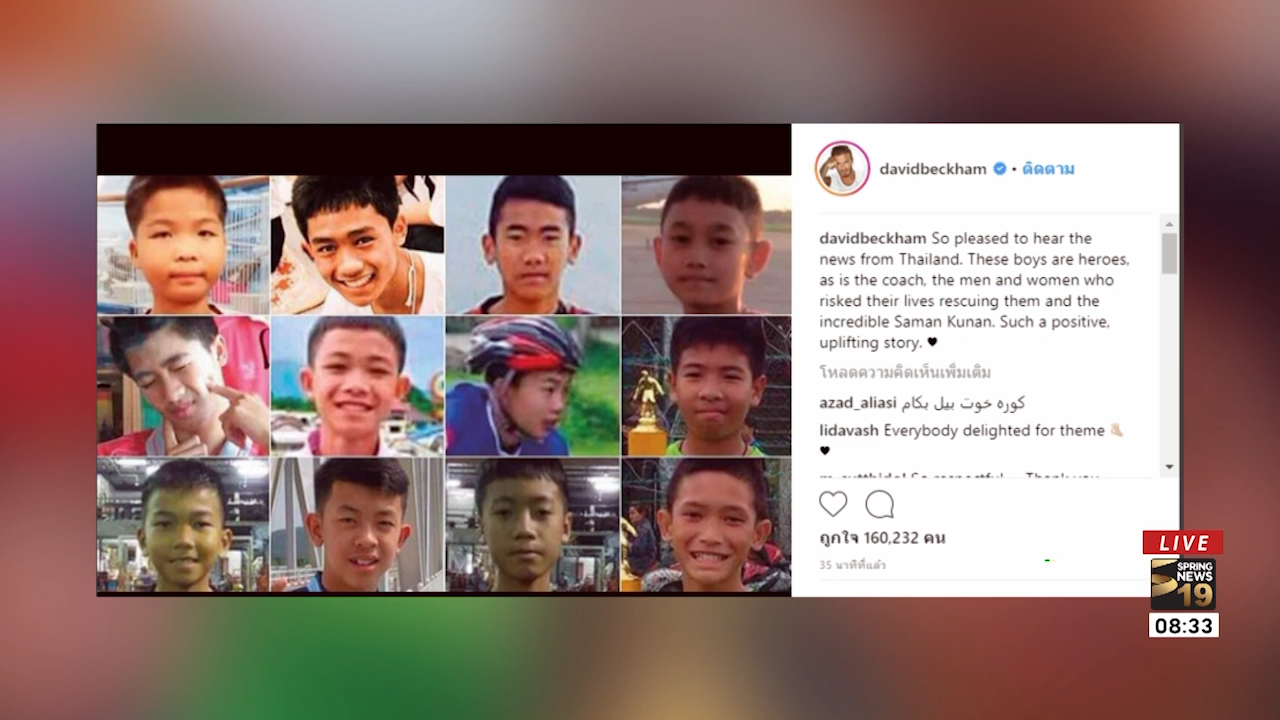 davidbeckham • ติดตาม
davidbeckham So pleased to hear the
news from Thailand. These boys are heroes,
as is the coach, the men and women who
risked their lives rescuing them and the
incredible Saman Kunan. Such a positive,
uplifting story. ♥
โหลดความคิดเห็นเพิ่มเติม
azad_aliasi کوره خوت بیل بکام
lidavash Everybody delighted for theme 👌🏻
♥
ถูกใจ 160,232 คน
35 นาทีที่แล้ว
LIVE
SPRING
NEWS
19
08:33